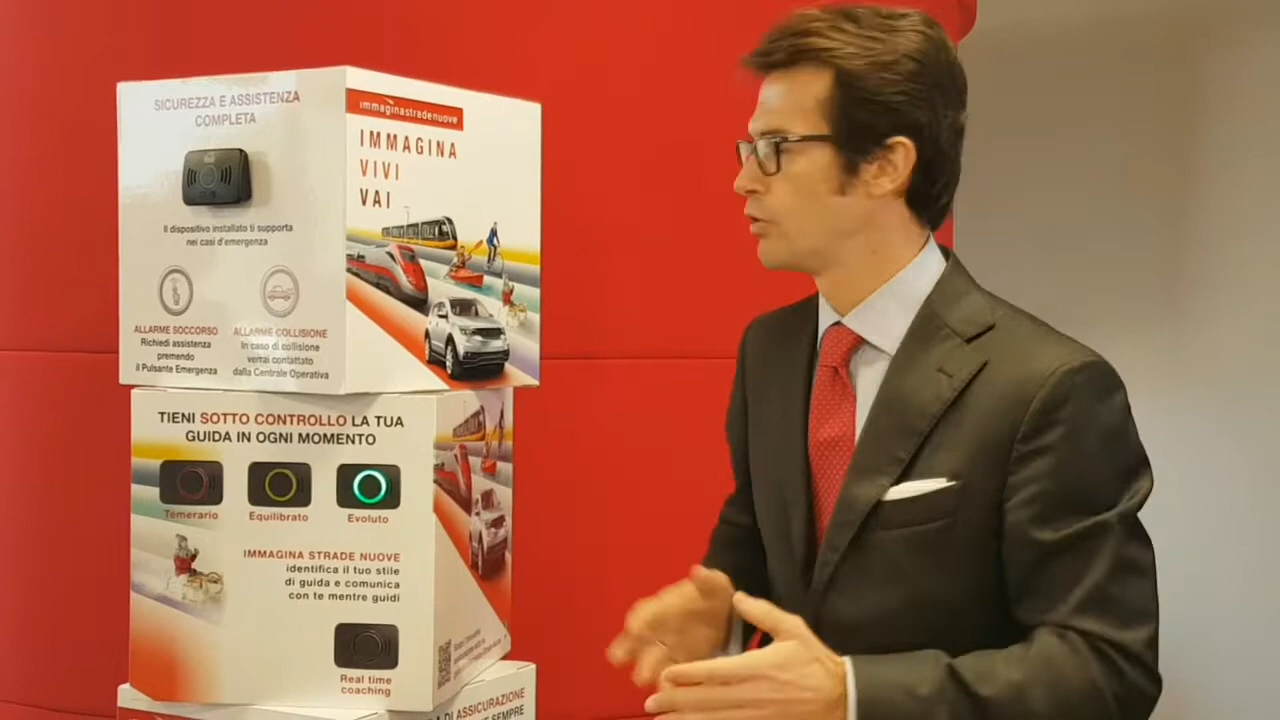 SICUREZZA E ASSISTENZA
COMPLETA
Il dispositivo installato ti supporta
nei casi d'emergenza
ALLARME SOCCORSO
Richiedi assistenza
premendo
il Pulsante Emergenza
ALLARME COLLISIONE
In caso di collisione
verrai contattato
dalla Centrale Operativa
immaginastradenuove
IMMAGINA
VIVI
VAI
TIENI SOTTO CONTROLLO LA TUA
GUIDA IN OGNI MOMENTO
Temerario
Equilibrato
Evoluto
IMMAGINA STRADE NUOVE
identifica il tuo stile
di guida e comunica
con te mentre guidi
Real time
coaching
DI ASSICURAZIONE
SEMPRE